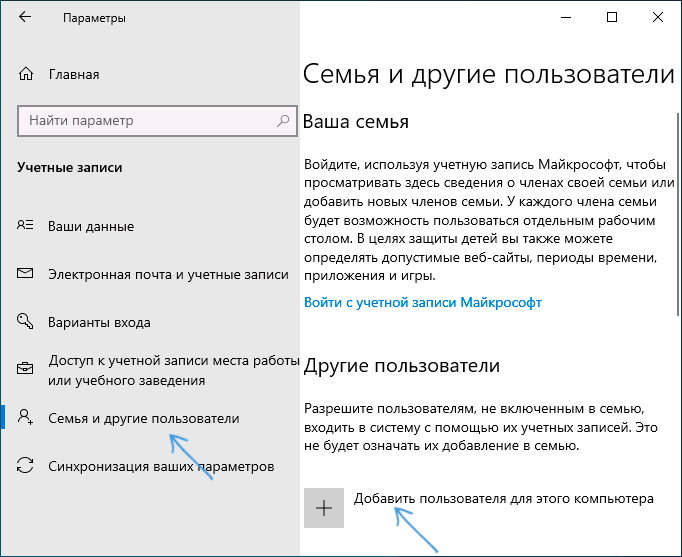 Параметры
Главная
Найти параметр
Учетные записи
Ваши данные
Электронная почта и учетные записи
Варианты входа
Доступ к учетной записи места работы
или учебного заведения
Семья и другие пользователи
Синхронизация ваших параметров
Семья и другие пользователи
Ваша семья
Войдите, используя учетную запись Майкрософт, чтобы
просматривать здесь сведения о членах своей семьи или
добавить новых членов семьи. У каждого члена семьи
будет возможность пользоваться отдельным рабочим
столом. В целях защиты детей вы также можете
определять допустимые веб-сайты, периоды времени,
приложения и игры.
Войти с учетной записи Майкрософт
Другие пользователи
Разрешите пользователям, не включенным в семью,
входить в систему с помощью их учетных записей. Это
не будет означать их добавление в семью.
Добавить пользователя для этого компьютера